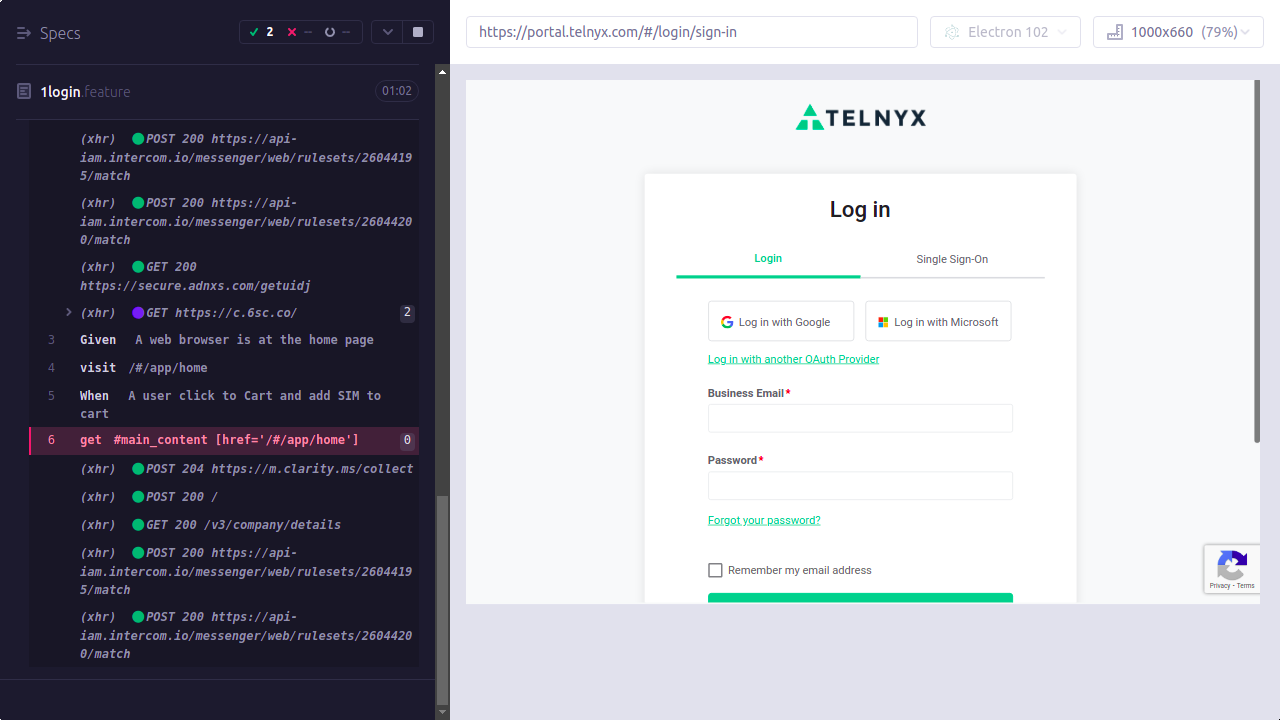 Specs
2
--
--
1login.feature
01:02
(xhr) POST 200 https://api-
iam.intercom.io/messenger/web/rulesets/2604419
5/match
(xhr) POST 200 https://api-
iam.intercom.io/messenger/web/rulesets/2604420
0/match
(xhr) GET 200
https://secure.adnxs.com/getuidj
(xhr) GET https://c.6sc.co/
2
3 Given A web browser is at the home page
4 visit /#/app/home
5 When A user click to Cart and add SIM to
cart
6 get #main_content [href='/#/app/home']
0
(xhr) POST 204 https://m.clarity.ms/collect
(xhr) POST 200 /
(xhr) GET 200 /v3/company/details
(xhr) POST 200 https://api-
iam.intercom.io/messenger/web/rulesets/2604419
5/match
(xhr) POST 200 https://api-
iam.intercom.io/messenger/web/rulesets/2604420
0/match
https://portal.telnyx.com/#/login/sign-in
Electron 102
1000x660 (79%)
TELNYX
Log in
Login
Single Sign-On
Log in with Google
Log in with Microsoft
Log in with another OAuth Provider
Business Email*
Password*
Forgot your password?
Remember my email address
Privacy - Terms